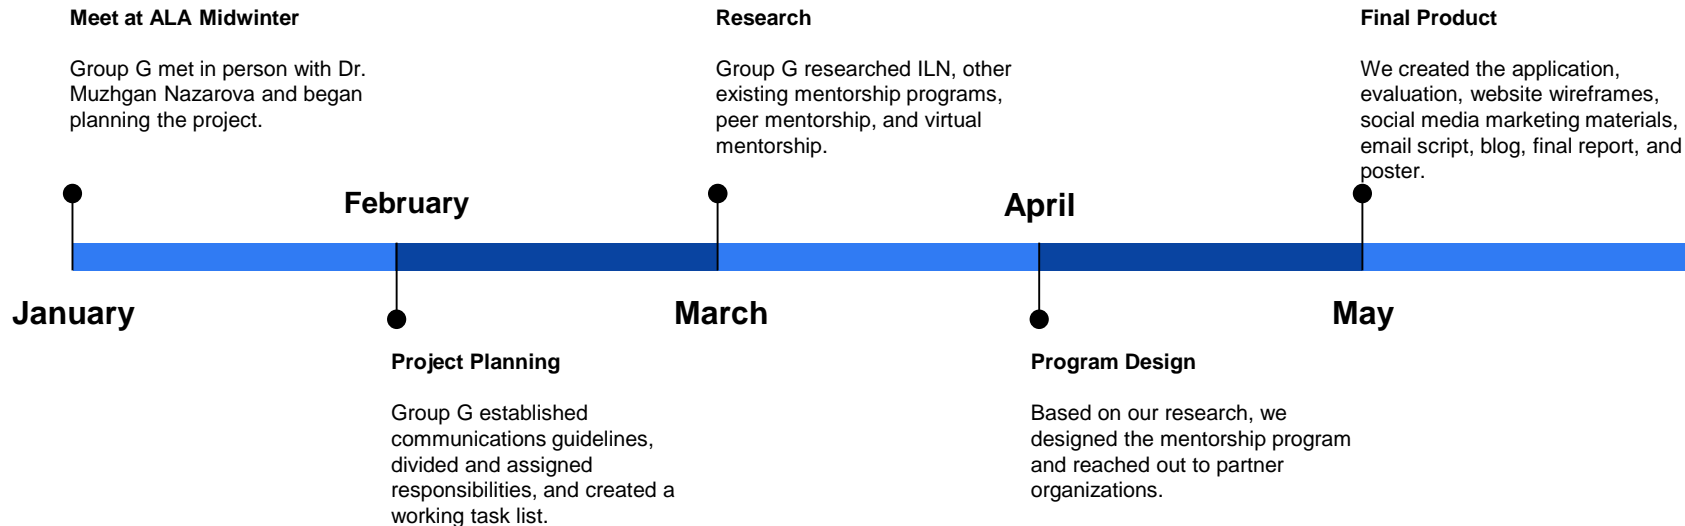 Meet at ALA Midwinter
Group G met in person with Dr.
Muzhgan Nazarova and began
planning the project.
Research
Group G researched ILN, other
existing mentorship programs,
peer mentorship, and virtual
mentorship.
Final Product
We created the application,
evaluation, website wireframes,
social media marketing materials,
email script, blog, final report, and
poster.
February
April
January
March
May
Project Planning
Group G established
communications guidelines,
divided and assigned
responsibilities, and created a
working task list.
Program Design
Based on our research, we
designed the mentorship program
and reached out to partner
organizations.